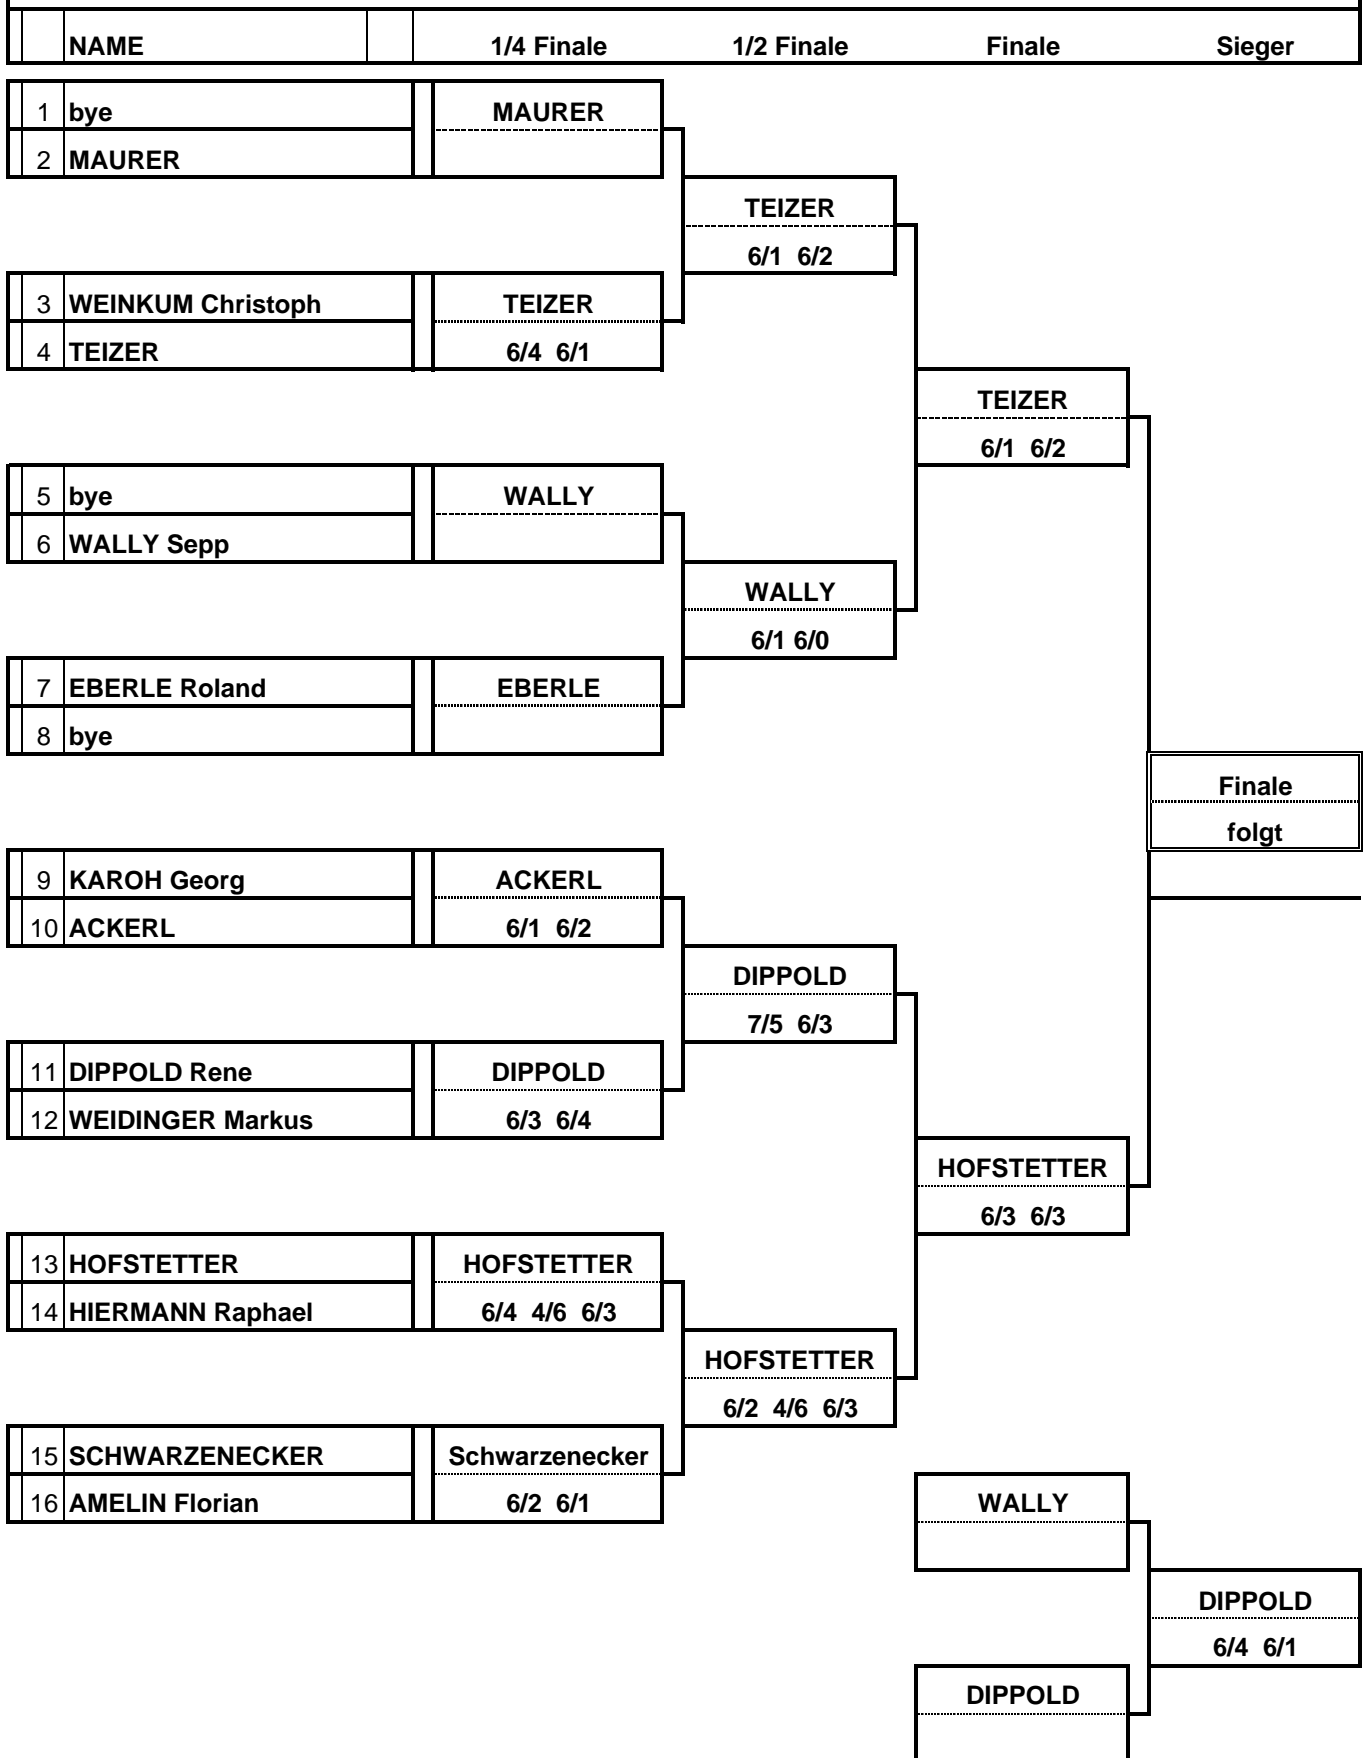 NAME 1/4 Finale 1/2 Finale Finale Sieger
1 bye MAURER
2 MAURER
TEIZER
6/1 6/2
3 WEINKUM Christoph TEIZER
4 TEIZER 6/4 6/1
TEIZER
6/1 6/2
5 bye WALLY
6 WALLY Sepp
WALLY
6/1 6/0
7 EBERLE Roland EBERLE
8 bye
Finale
folgt
9 KAROH Georg ACKERL
10 ACKERL 6/1 6/2
DIPPOLD
7/5 6/3
11 DIPPOLD Rene DIPPOLD
12 WEIDINGER Markus 6/3 6/4
HOFSTETTER
6/3 6/3
13 HOFSTETTER HOFSTETTER
14 HIERMANN Raphael 6/4 4/6 6/3
HOFSTETTER
6/2 4/6 6/3
15 SCHWARZENECKER Schwarzenecker
16 AMELIN Florian 6/2 6/1 WALLY
DIPPOLD
6/4 6/1
DIPPOLD